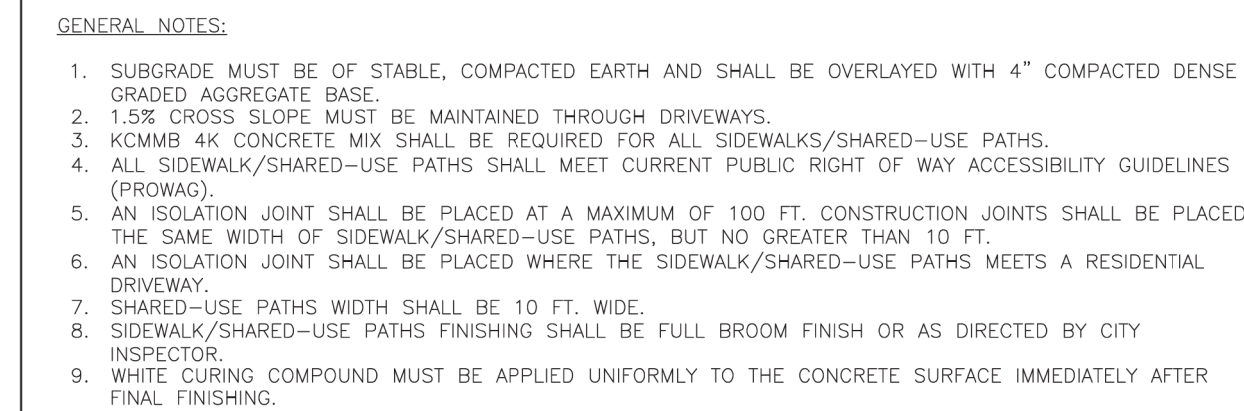 GENERAL NOTES:
1. SUBGRADE MUST BE OF STABLE, COMPACTED EARTH AND SHALL BE OVERLAYED WITH 4" COMPACTED DENSE
GRADED AGGREGATE BASE.
2. 1.5% CROSS SLOPE MUST BE MAINTAINED THROUGH DRIVEWAYS.
3. KCMMB 4K CONCRETE MIX SHALL BE REQUIRED FOR ALL SIDEWALKS/SHARED-USE PATHS.
4. ALL SIDEWALK/SHARED-USE PATHS SHALL MEET CURRENT PUBLIC RIGHT OF WAY ACCESSIBILITY GUIDELINES
(PROWAG).
5. AN ISOLATION JOINT SHALL BE PLACED AT A MAXIMUM OF 100 FT. CONSTRUCTION JOINTS SHALL BE PLACED
THE SAME WIDTH OF SIDEWALK/SHARED-USE PATHS, BUT NO GREATER THAN 10 FT.
6. AN ISOLATION JOINT SHALL BE PLACED WHERE THE SIDEWALK/SHARED-USE PATHS MEETS A RESIDENTIAL
DRIVEWAY.
7. SHARED-USE PATHS WIDTH SHALL BE 10 FT. WIDE.
8. SIDEWALK/SHARED-USE PATHS FINISHING SHALL BE FULL BROOM FINISH OR AS DIRECTED BY CITY
INSPECTOR.
9. WHITE CURING COMPOUND MUST BE APPLIED UNIFORMLY TO THE CONCRETE SURFACE IMMEDIATELY AFTER
FINAL FINISHING.